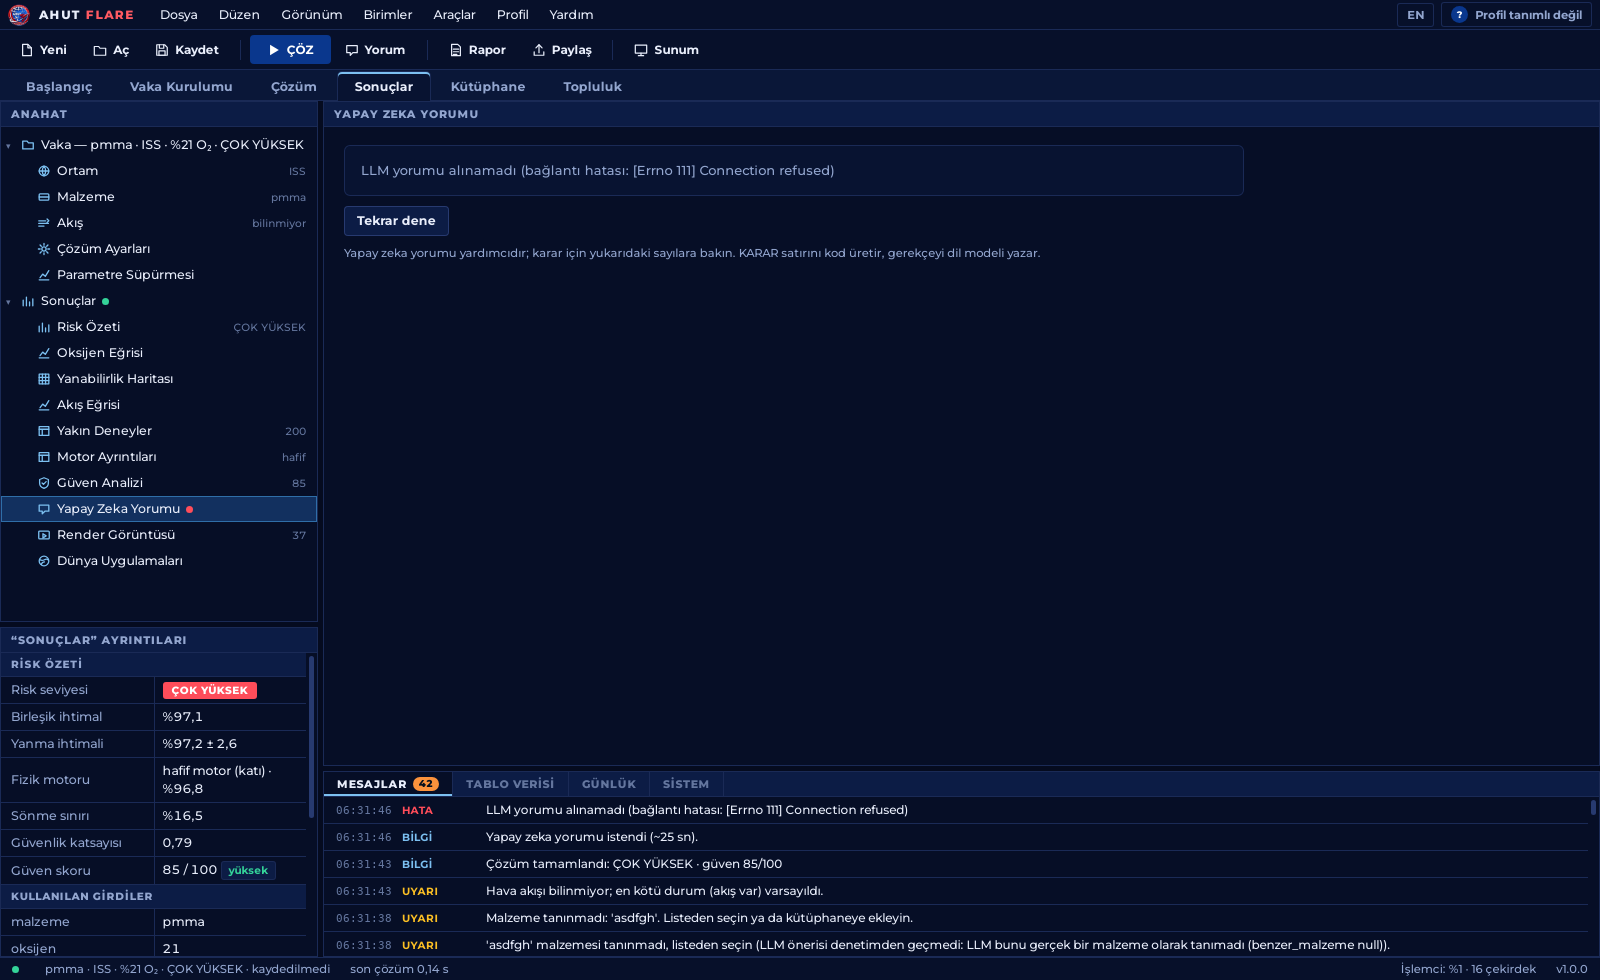 AHUT FLARE Dosya Düzen Görünüm Birimler Araçlar Profil Yardım EN ? Profil tanımlı değil
Yeni Aç Kaydet ÇÖZ Yorum Rapor Paylaş Sunum
Başlangıç Vaka Kurulumu Çözüm Sonuçlar Kütüphane Topluluk
ANAHAT
Vaka — pmma · ISS · %21 O₂ · ÇOK YÜKSEK
Ortam ISS
Malzeme pmma
Akış bilinmiyor
Çözüm Ayarları
Parametre Süpürmesi
Sonuçlar
Risk Özeti ÇOK YÜKSEK
Oksijen Eğrisi
Yanabilirlik Haritası
Akış Eğrisi
Yakın Deneyler 200
Motor Ayrıntıları hafif
Güven Analizi 85
Yapay Zeka Yorumu
Render Görüntüsü 37
Dünya Uygulamaları
“SONUÇLAR” AYRINTILARI
RİSK ÖZETİ
Risk seviyesi ÇOK YÜKSEK
Birleşik ihtimal %97,1
Yanma ihtimali %97,2 ± 2,6
Fizik motoru hafif motor (katı) ·
%96,8
Sönme sınırı %16,5
Güvenlik katsayısı 0,79
Güven skoru 85 / 100 yüksek
KULLANILAN GİRDİLER
malzeme pmma
oksijen 21
YAPAY ZEKA YORUMU
LLM yorumu alınamadı (bağlantı hatası: [Errno 111] Connection refused)
Tekrar dene
Yapay zeka yorumu yardımcıdır; karar için yukarıdaki sayılara bakın. KARAR satırını kod üretir, gerekçeyi dil modeli yazar.
MESAJLAR 42 TABLO VERİSİ GÜNLÜK SİSTEM
06:31:46 HATA LLM yorumu alınamadı (bağlantı hatası: [Errno 111] Connection refused)
06:31:46 BİLGİ Yapay zeka yorumu istendi (~25 sn).
06:31:43 BİLGİ Çözüm tamamlandı: ÇOK YÜKSEK · güven 85/100
06:31:43 UYARI Hava akışı bilinmiyor; en kötü durum (akış var) varsayıldı.
06:31:38 UYARI Malzeme tanınmadı: 'asdfgh'. Listeden seçin ya da kütüphaneye ekleyin.
06:31:38 UYARI 'asdfgh' malzemesi tanınmadı, listeden seçin (LLM önerisi denetimden geçmedi: LLM bunu gerçek bir malzeme olarak tanımadı (benzer_malzeme null)).
pmma · ISS · %21 O₂ · ÇOK YÜKSEK · kaydedilmedi son çözüm 0,14 s İşlemci: %1 · 16 çekirdek v1.0.0